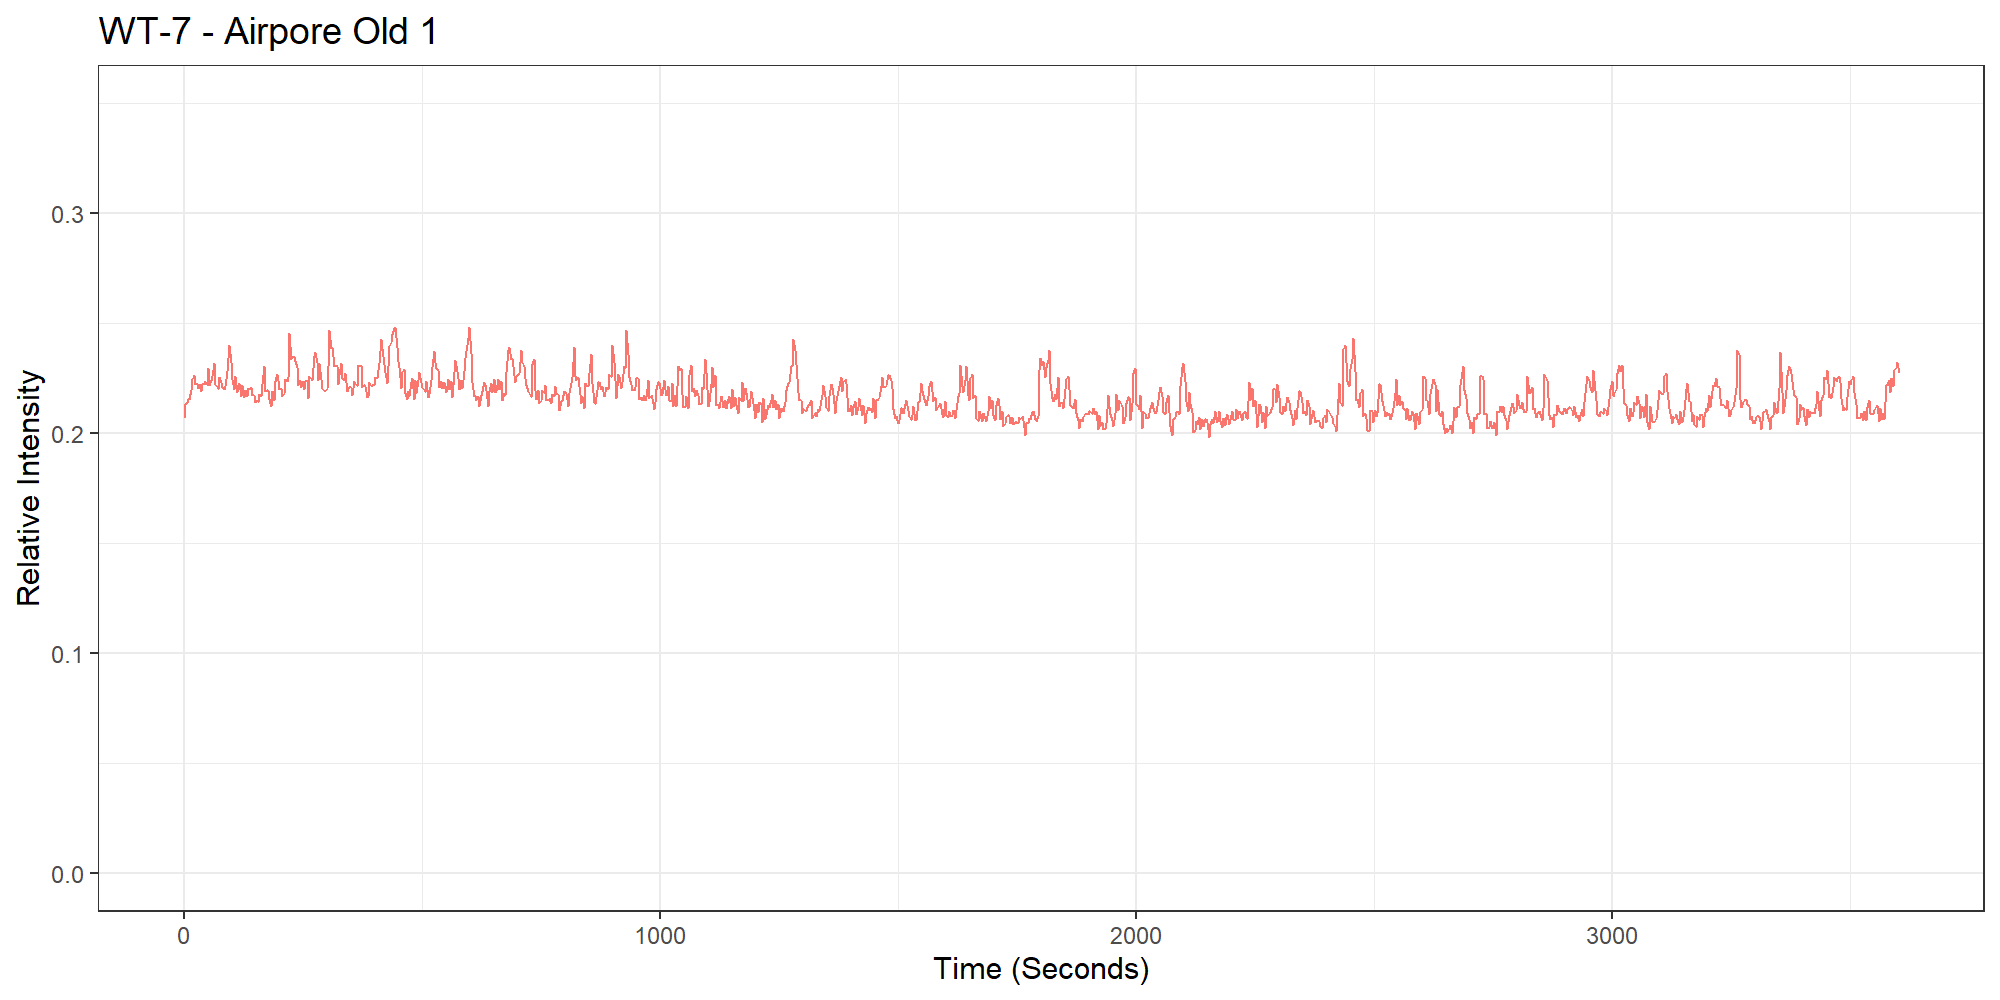 WT-7 - Airpore Old 1
Relative Intensity
0.3
0.2
0.1
0.0
0 1000 2000 3000
Time (Seconds)